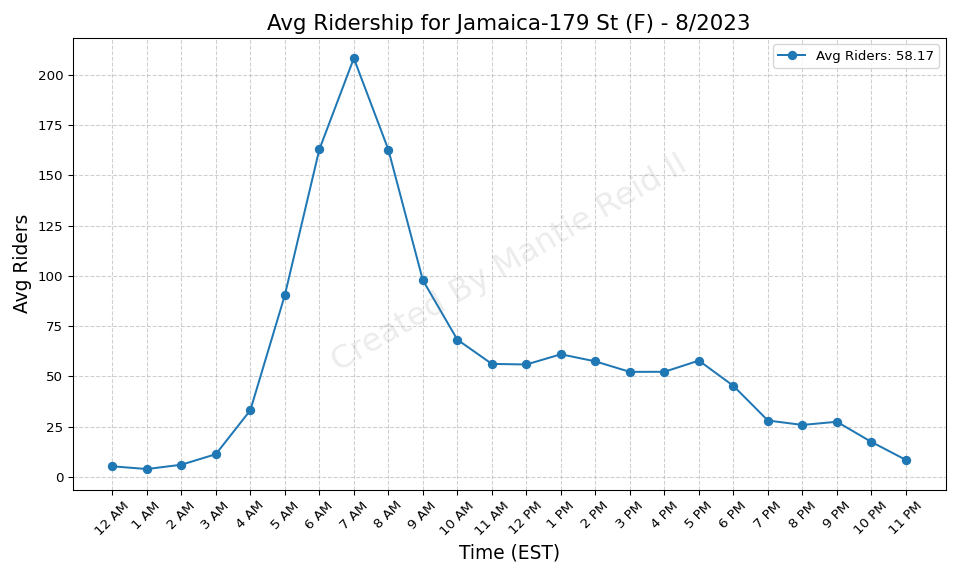 Avg Ridership for Jamaica-179 St (F) - 8/2023
Avg Riders: 58.17
200
175
150
125
100
75
50
25
0
Avg Riders
Created By Mantie Reid II
12 AM
1 AM
2 AM
3 AM
4 AM
5 AM
6 AM
7 AM
8 AM
9 AM
10 AM
11 AM
12 PM
1 PM
2 PM
3 PM
4 PM
5 PM
6 PM
7 PM
8 PM
9 PM
10 PM
11 PM
Time (EST)